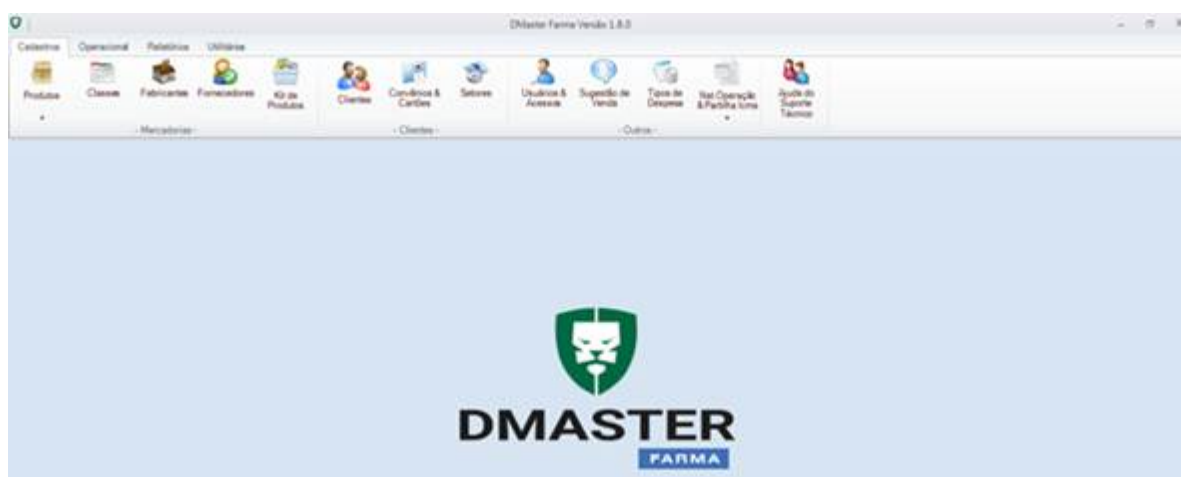 DMaster Farma Versão 1.8.0
Cadastros Operacional Relatórios Utilitários
Produtos Classes Fabricantes Fornecedores Kit de Produtos Clientes Convênios & Cartões Setores Usuários & Acessos Sugestão de Venda Tipos de Despesa Nat.Operação & Partilha Icms Ajuda do Suporte Técnico
- Mercadorias - - Clientes - - Outros -
DMASTER
FARMA